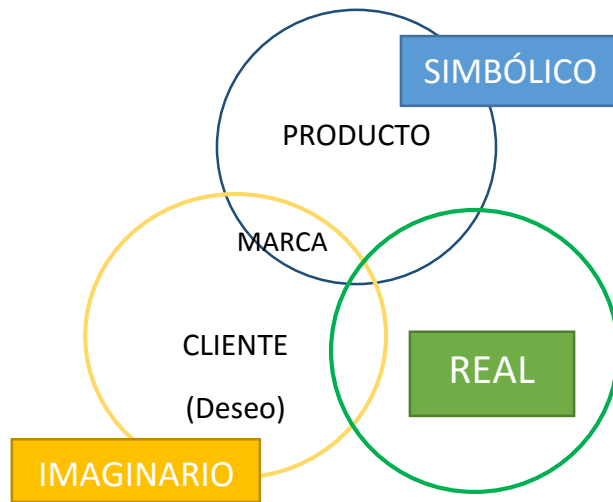 SIMBÓLICO
PRODUCTO
MARCA
CLIENTE
(Deseo)
REAL
IMAGINARIO